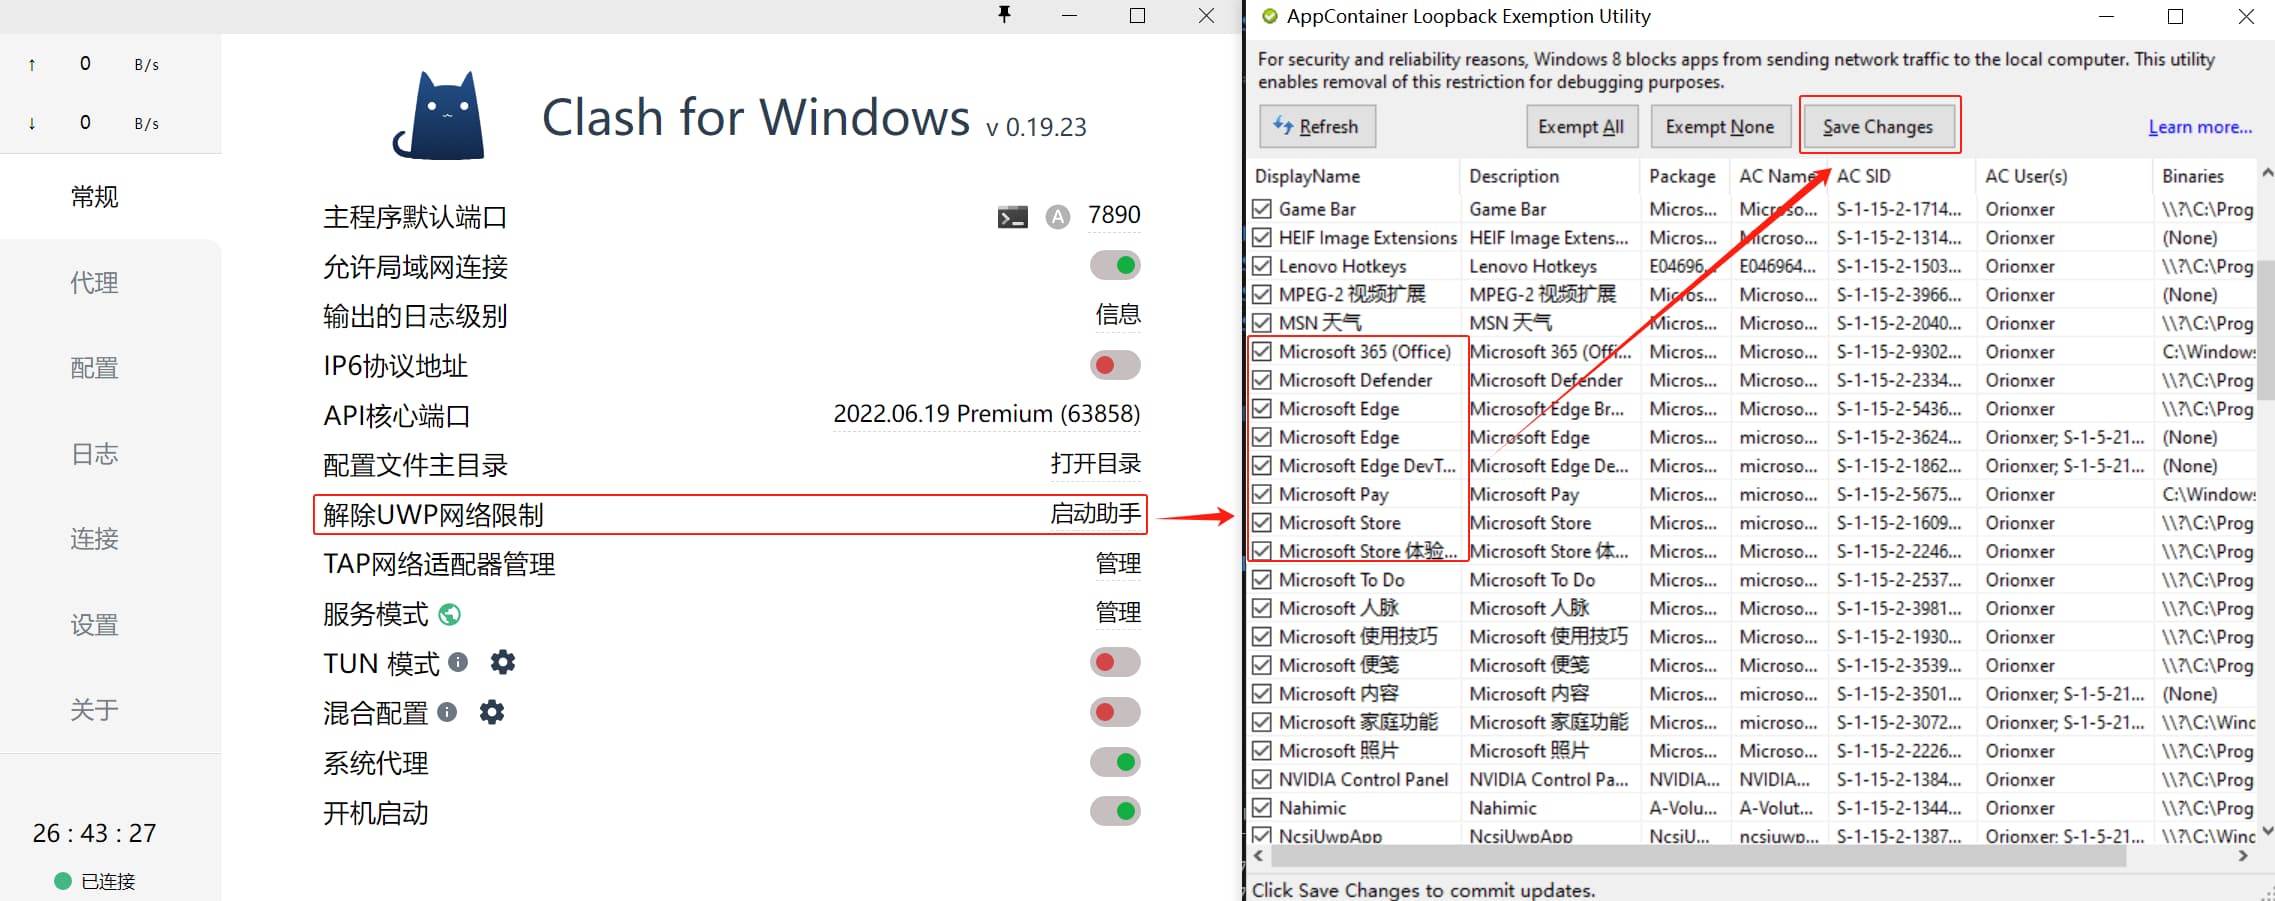 ↑ 0 B/s
↓ 0 B/s
常规
代理
配置
日志
连接
设置
关于
26 : 43 : 27
已连接
Clash for Windows v 0.19.23
主程序默认端口 A 7890
允许局域网连接
输出的日志级别 信息
IP6协议地址
API核心端口 2022.06.19 Premium (63858)
配置文件主目录 打开目录
解除UWP网络限制 启动助手
TAP网络适配器管理 管理
服务模式 管理
TUN 模式
混合配置
系统代理
开机启动
AppContainer Loopback Exemption Utility
For security and reliability reasons, Windows 8 blocks apps from sending network traffic to the local computer. This utility
enables removal of this restriction for debugging purposes.
Refresh Exempt All Exempt None Save Changes Learn more...
DisplayName Description Package AC Name AC SID AC User(s) Binaries
Game Bar Game Bar Micros... Microso... S-1-15-2-1714... Orionxer \\?\C:\Prog
HEIF Image Extensions HEIF Image Extens... Micros... Microso... S-1-15-2-1314... Orionxer (None)
Lenovo Hotkeys Lenovo Hotkeys E04696... E046964... S-1-15-2-1503... Orionxer \\?\C:\Prog
MPEG-2 视频扩展 MPEG-2 视频扩展 Micros... Microso... S-1-15-2-3966... Orionxer (None)
MSN 天气 MSN 天气 Micros... Microso... S-1-15-2-2040... Orionxer \\?\C:\Prog
Microsoft 365 (Office) Microsoft 365 (Offi... Micros... Microso... S-1-15-2-9302... Orionxer C:\Windows
Microsoft Defender Microsoft Defender Micros... Microso... S-1-15-2-2334... Orionxer \\?\C:\Prog
Microsoft Edge Microsoft Edge Br... Micros... Microso... S-1-15-2-5436... Orionxer \\?\C:\Prog
Microsoft Edge Microsoft Edge Micros... microso... S-1-15-2-3624... Orionxer; S-1-5-21... (None)
Microsoft Edge DevT... Microsoft Edge De... Micros... microso... S-1-15-2-1862... Orionxer; S-1-5-21... (None)
Microsoft Pay Microsoft Pay Micros... microso... S-1-15-2-5675... Orionxer C:\Windows
Microsoft Store Microsoft Store Micros... microso... S-1-15-2-1609... Orionxer \\?\C:\Prog
Microsoft Store 体验... Microsoft Store 体... Micros... microso... S-1-15-2-2246... Orionxer \\?\C:\Prog
Microsoft To Do Microsoft To Do Micros... microso... S-1-15-2-2537... Orionxer \\?\C:\Prog
Microsoft 人脉 Microsoft 人脉 Micros... microso... S-1-15-2-3981... Orionxer \\?\C:\Prog
Microsoft 使用技巧 Microsoft 使用技巧 Micros... microso... S-1-15-2-1930... Orionxer \\?\C:\Prog
Microsoft 便笺 Microsoft 便笺 Micros... microso... S-1-15-2-3539... Orionxer \\?\C:\Prog
Microsoft 内容 Microsoft 内容 Micros... microso... S-1-15-2-3501... Orionxer; S-1-5-21... (None)
Microsoft 家庭功能 Microsoft 家庭功能 Micros... microso... S-1-15-2-3072... Orionxer; S-1-5-21... \\?\C:\Wind
Microsoft 照片 Microsoft 照片 Micros... microso... S-1-15-2-2226... Orionxer \\?\C:\Prog
NVIDIA Control Panel NVIDIA Control Pa... NVIDIA... NVIDIA... S-1-15-2-1384... Orionxer \\?\C:\Prog
Nahimic Nahimic A-Volu... A-Volut... S-1-15-2-1344... Orionxer \\?\C:\Prog
NcsiUwpApp NcsiUwpApp NcsiU... ncsiuwp... S-1-15-2-1387... Orionxer; S-1-5-21... \\?\C:\Wind
Click Save Changes to commit updates.